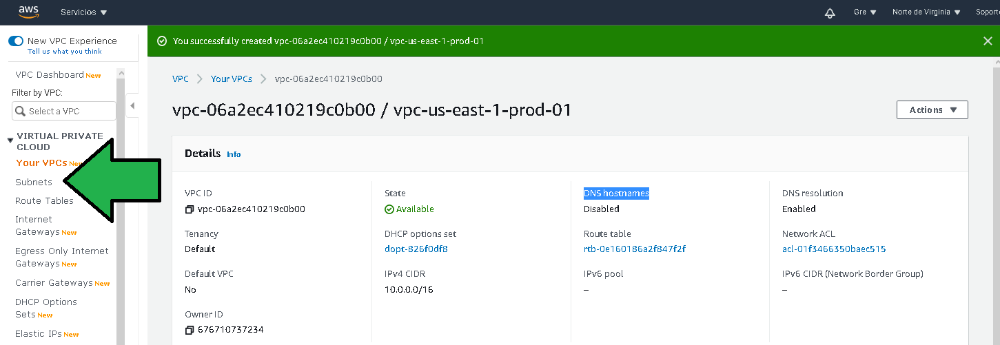 aws Servicios Gre Norte de Virginia Soport
New VPC Experience
Tell us what you think
You successfully created vpc-06a2ec410219c0b00 / vpc-us-east-1-prod-01
VPC Dashboard New
Filter by VPC:
Select a VPC
VIRTUAL PRIVATE
CLOUD
Your VPCs New
Subnets
Route Tables
Internet
Gateways New
Egress Only Internet
Gateways New
Carrier Gateways New
DHCP Options
Sets New
Elastic IPs New
VPC Your VPCs vpc-06a2ec410219c0b00
vpc-06a2ec410219c0b00 / vpc-us-east-1-prod-01
Actions
Details Info
VPC ID State DNS hostnames DNS resolution
vpc-06a2ec410219c0b00 Available Disabled Enabled
Tenancy DHCP options set Route table Network ACL
Default dopt-826f0df8 rtb-0e160186a2f847f2f acl-01f3466350baec515
Default VPC IPv4 CIDR IPv6 pool IPv6 CIDR (Network Border Group)
No 10.0.0.0/16 – –
Owner ID
676710737234